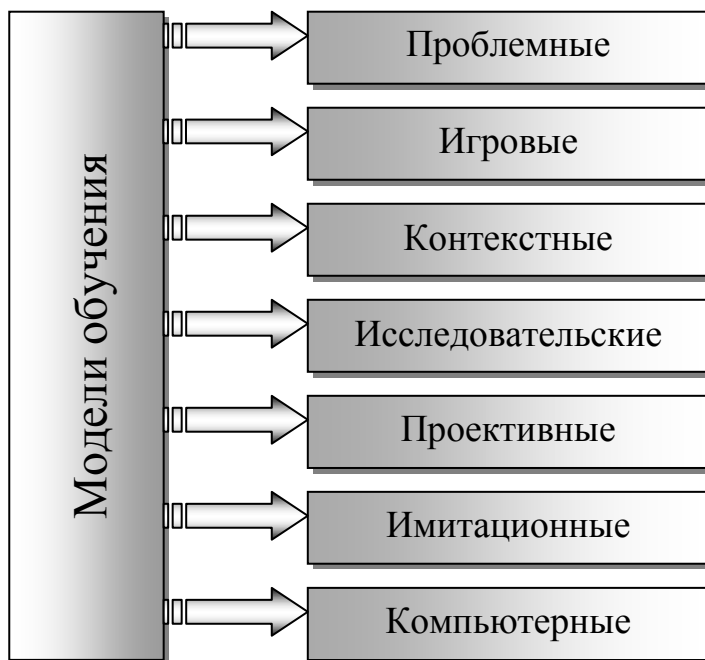 Модели обучения
Проблемные
Игровые
Контекстные
Исследовательские
Проективные
Имитационные
Компьютерные